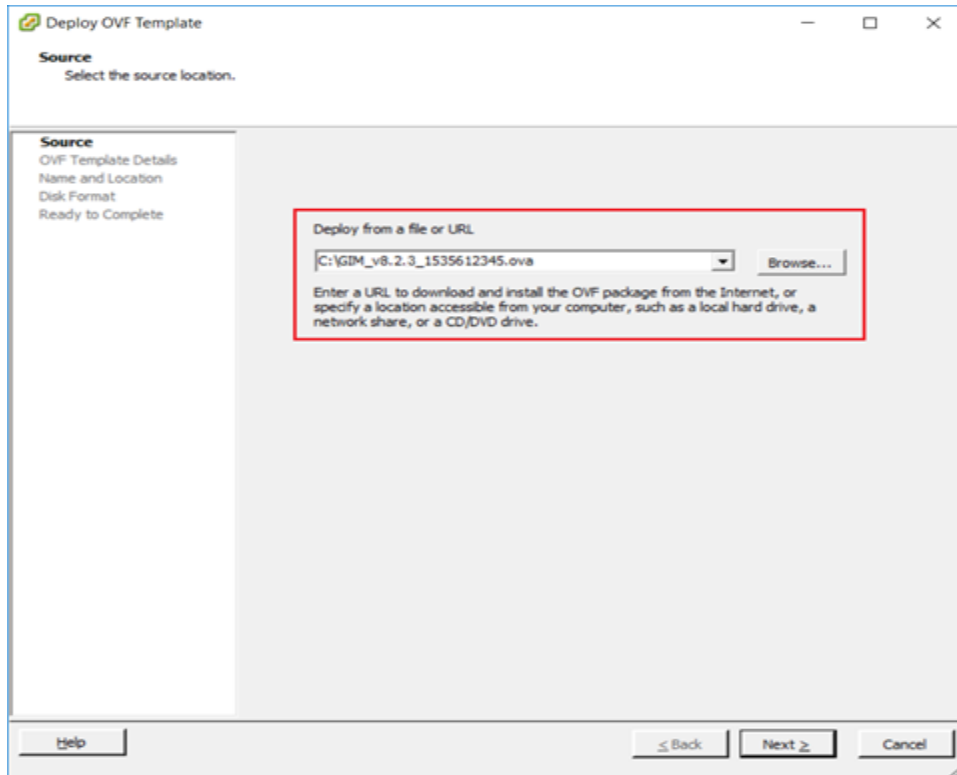 Deploy OVF Template
Source
Select the source location.
Source
OVF Template Details
Name and Location
Disk Format
Ready to Complete
Deploy from a file or URL
C:\GIM_v8.2.3_1535612345.ova
Browse...
Enter a URL to download and install the OVF package from the Internet, or
specify a location accessible from your computer, such as a local hard drive, a
network share, or a CD/DVD drive.
Help
< Back
Next >
Cancel